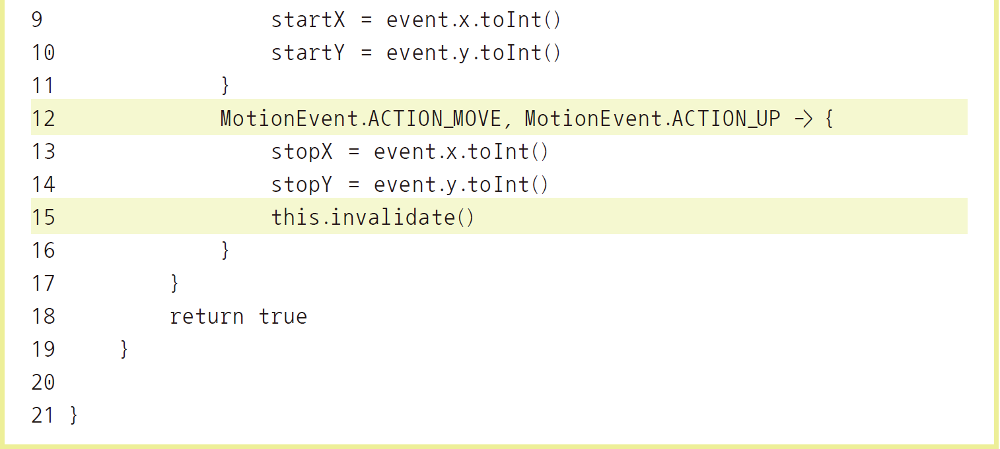 9                 startX = event.x.toInt()
10                startY = event.y.toInt()
11            }
12            MotionEvent.ACTION_MOVE, MotionEvent.ACTION_UP -> {
13                stopX = event.x.toInt()
14                stopY = event.y.toInt()
15                this.invalidate()
16            }
17        }
18        return true
19    }
20
21 }